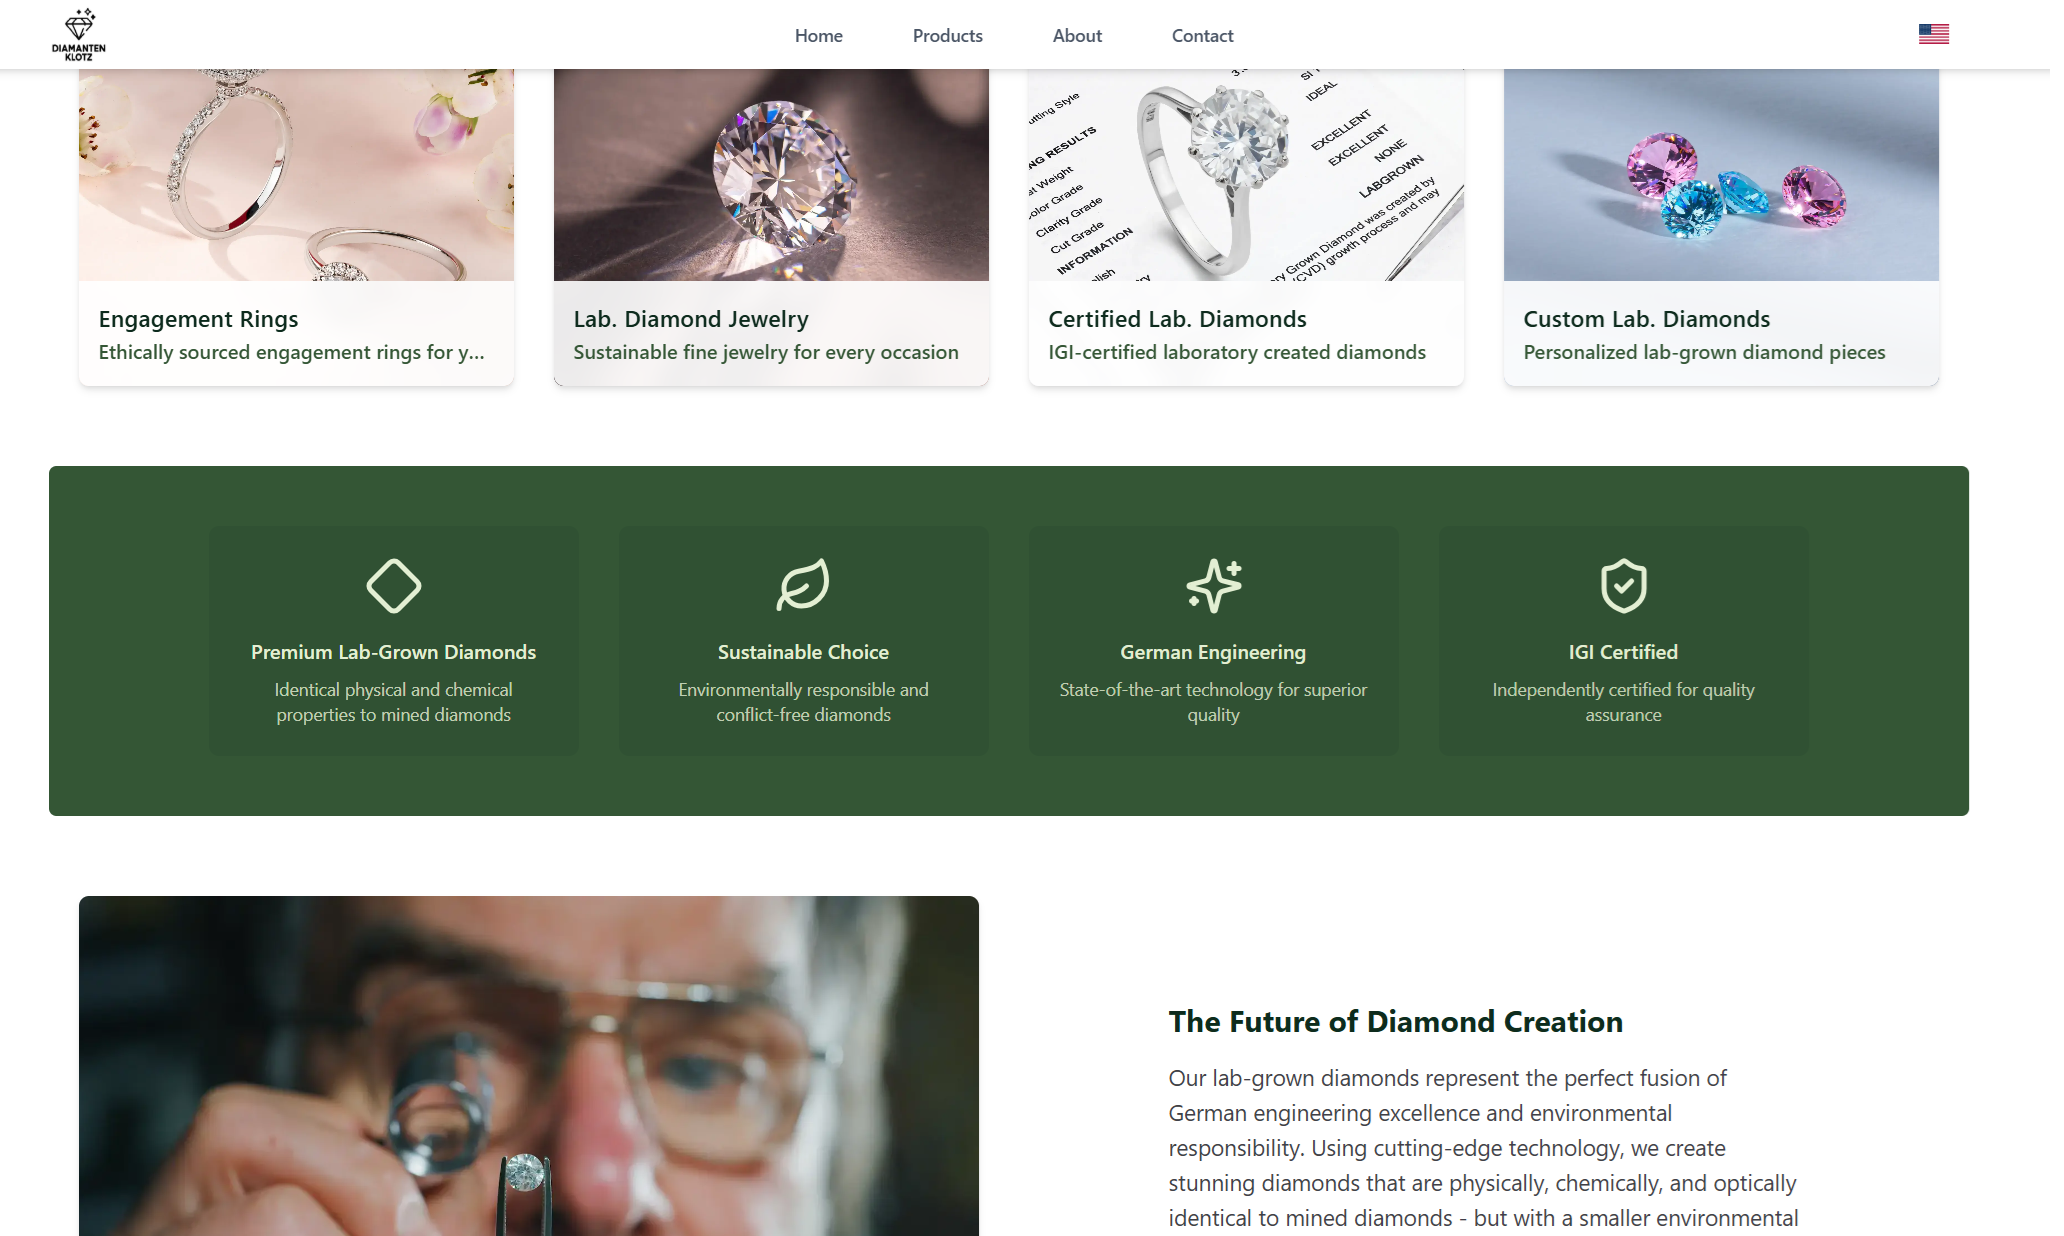 DIAMANTEN
KLOTZ
Home
Products
About
Contact
utting Style
NG RESULTS
Weight
Color Grade
Clarity Grade
Cut Grade
INFORMATION
IDEAL
EXCELLENT
EXCELLENT
NONE
LABGROWN
Grown Diamond was created by
(CVD) growth process and may
Engagement Rings
Ethically sourced engagement rings for y...
Lab. Diamond Jewelry
Sustainable fine jewelry for every occasion
Certified Lab. Diamonds
IGI-certified laboratory created diamonds
Custom Lab. Diamonds
Personalized lab-grown diamond pieces
Premium Lab-Grown Diamonds
Identical physical and chemical
properties to mined diamonds
Sustainable Choice
Environmentally responsible and
conflict-free diamonds
German Engineering
State-of-the-art technology for superior
quality
IGI Certified
Independently certified for quality
assurance
The Future of Diamond Creation
Our lab-grown diamonds represent the perfect fusion of
German engineering excellence and environmental
responsibility. Using cutting-edge technology, we create
stunning diamonds that are physically, chemically, and optically
identical to mined diamonds - but with a smaller environmental